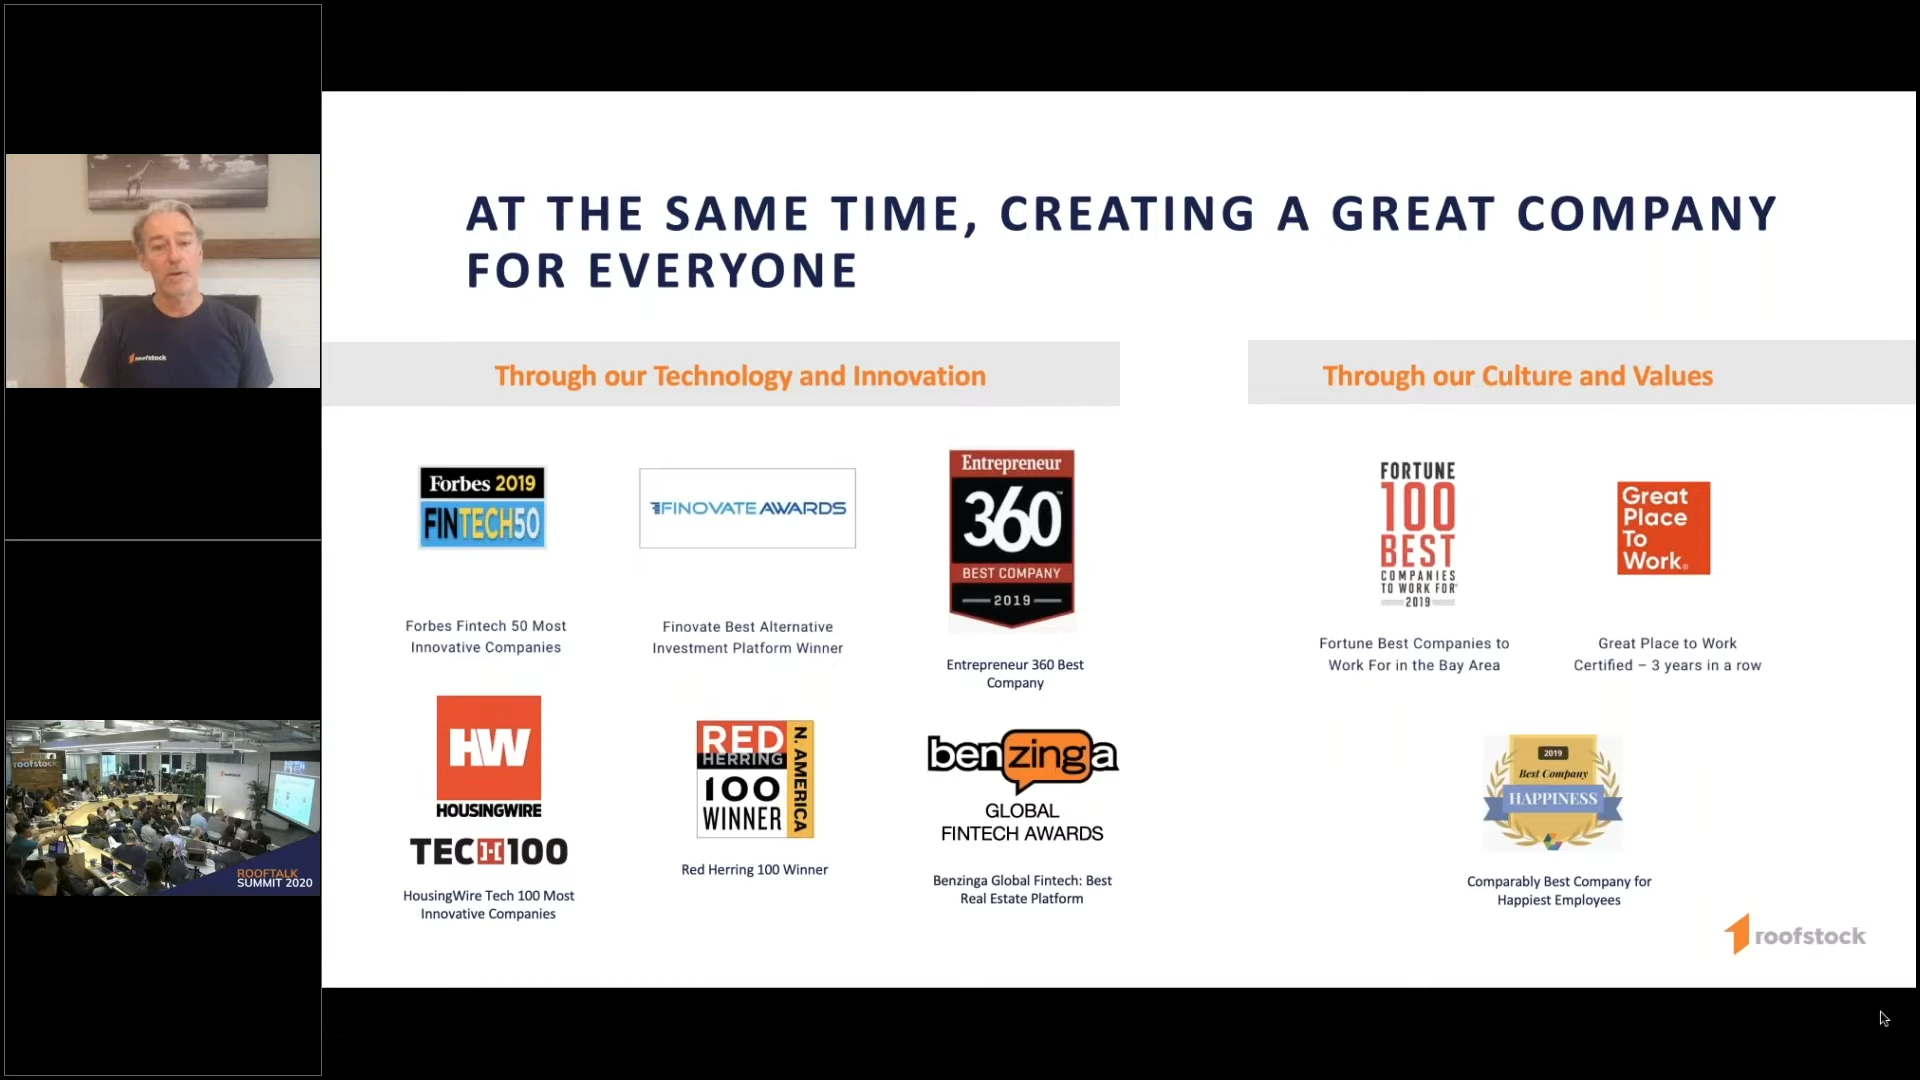 AT THE SAME TIME, CREATING A GREAT COMPANY
FOR EVERYONE
Through our Technology and Innovation
Through our Culture and Values
Forbes 2019
FINTECH50
Forbes Fintech 50 Most
Innovative Companies
FINOVATE AWARDS
Finovate Best Alternative
Investment Platform Winner
Entrepreneur
360™
BEST COMPANY
2019
Entrepreneur 360 Best
Company
FORTUNE
100
BEST
COMPANIES
TO WORK FOR®
2019
Fortune Best Companies to
Work For in the Bay Area
Great
Place
To
Work®
Great Place to Work
Certified – 3 years in a row
HW
HOUSINGWIRE
TECH100
HousingWire Tech 100 Most
Innovative Companies
RED
HERRING
100
WINNER
N. AMERICA
Red Herring 100 Winner
benzinga
GLOBAL
FINTECH AWARDS
Benzinga Global Fintech: Best
Real Estate Platform
2019
Best Company
HAPPINESS
Comparably Best Company for
Happiest Employees
roofstock
roofstock
roofstock
roofstock
ROOFTALK
SUMMIT 2020